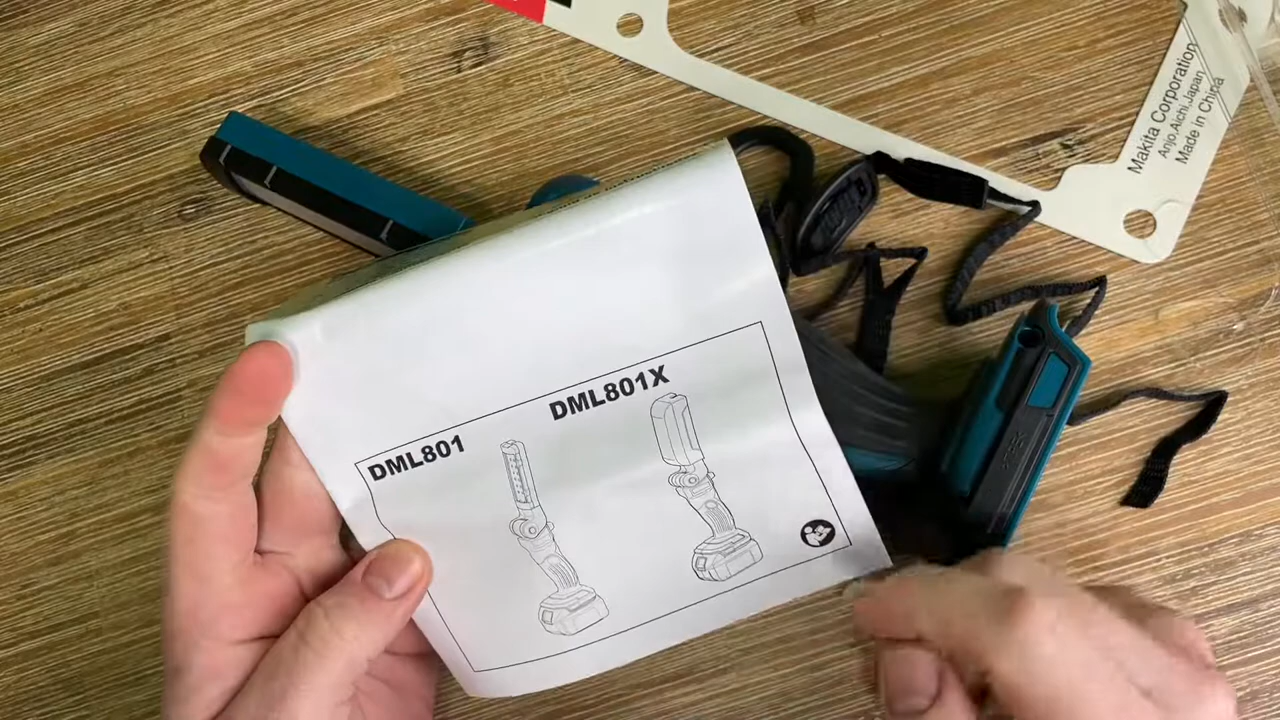 Makita Corporation
Anjo, Aichi, Japan
Made in China
DML801X
DML801